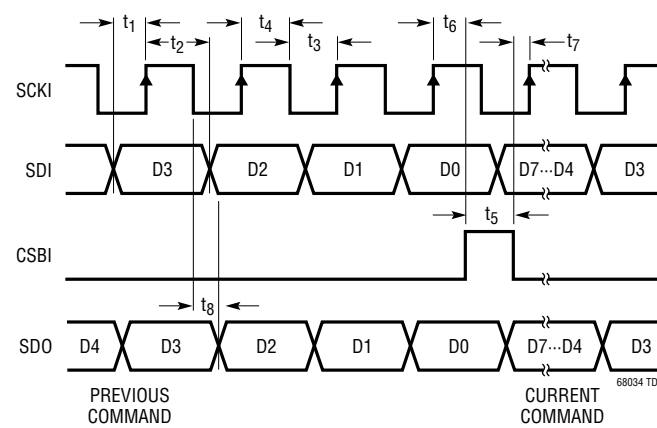 t1 t4 t6
t2 t3 t7
SCKI
SDI D3 D2 D1 D0 D7···D4 D3
t5
CSBI
t8
SDO D4 D3 D2 D1 D0 D7···D4 D3
68034 TD
PREVIOUS COMMAND
CURRENT COMMAND